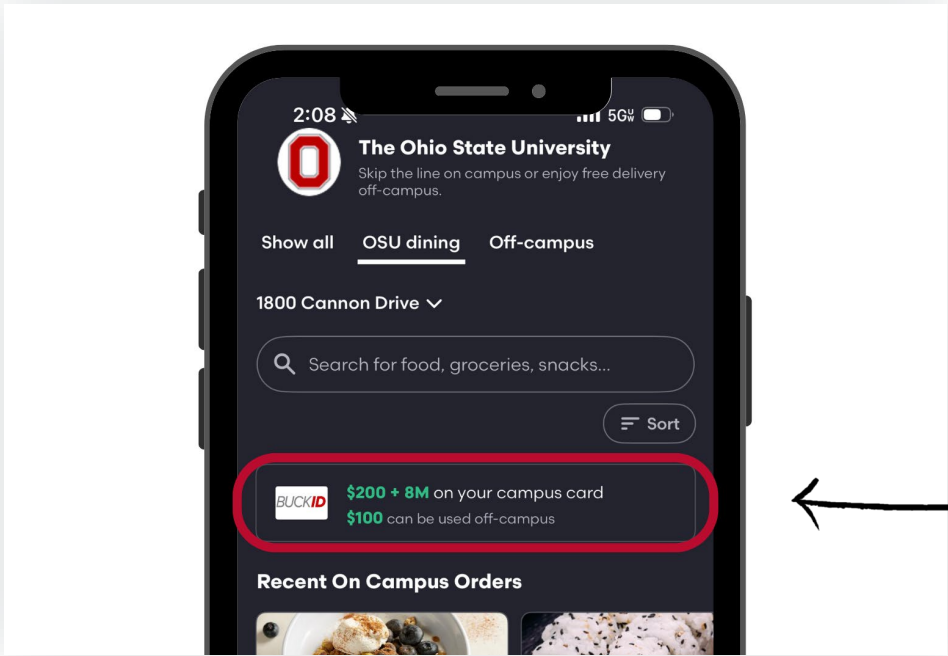 2:08
5GUW
The Ohio State University
Skip the line on campus or enjoy free delivery
off-campus.
Show all OSU dining Off-campus
1800 Cannon Drive
Search for food, groceries, snacks...
Sort
BUCKID
$200 + 8M on your campus card
$100 can be used off-campus
Recent On Campus Orders